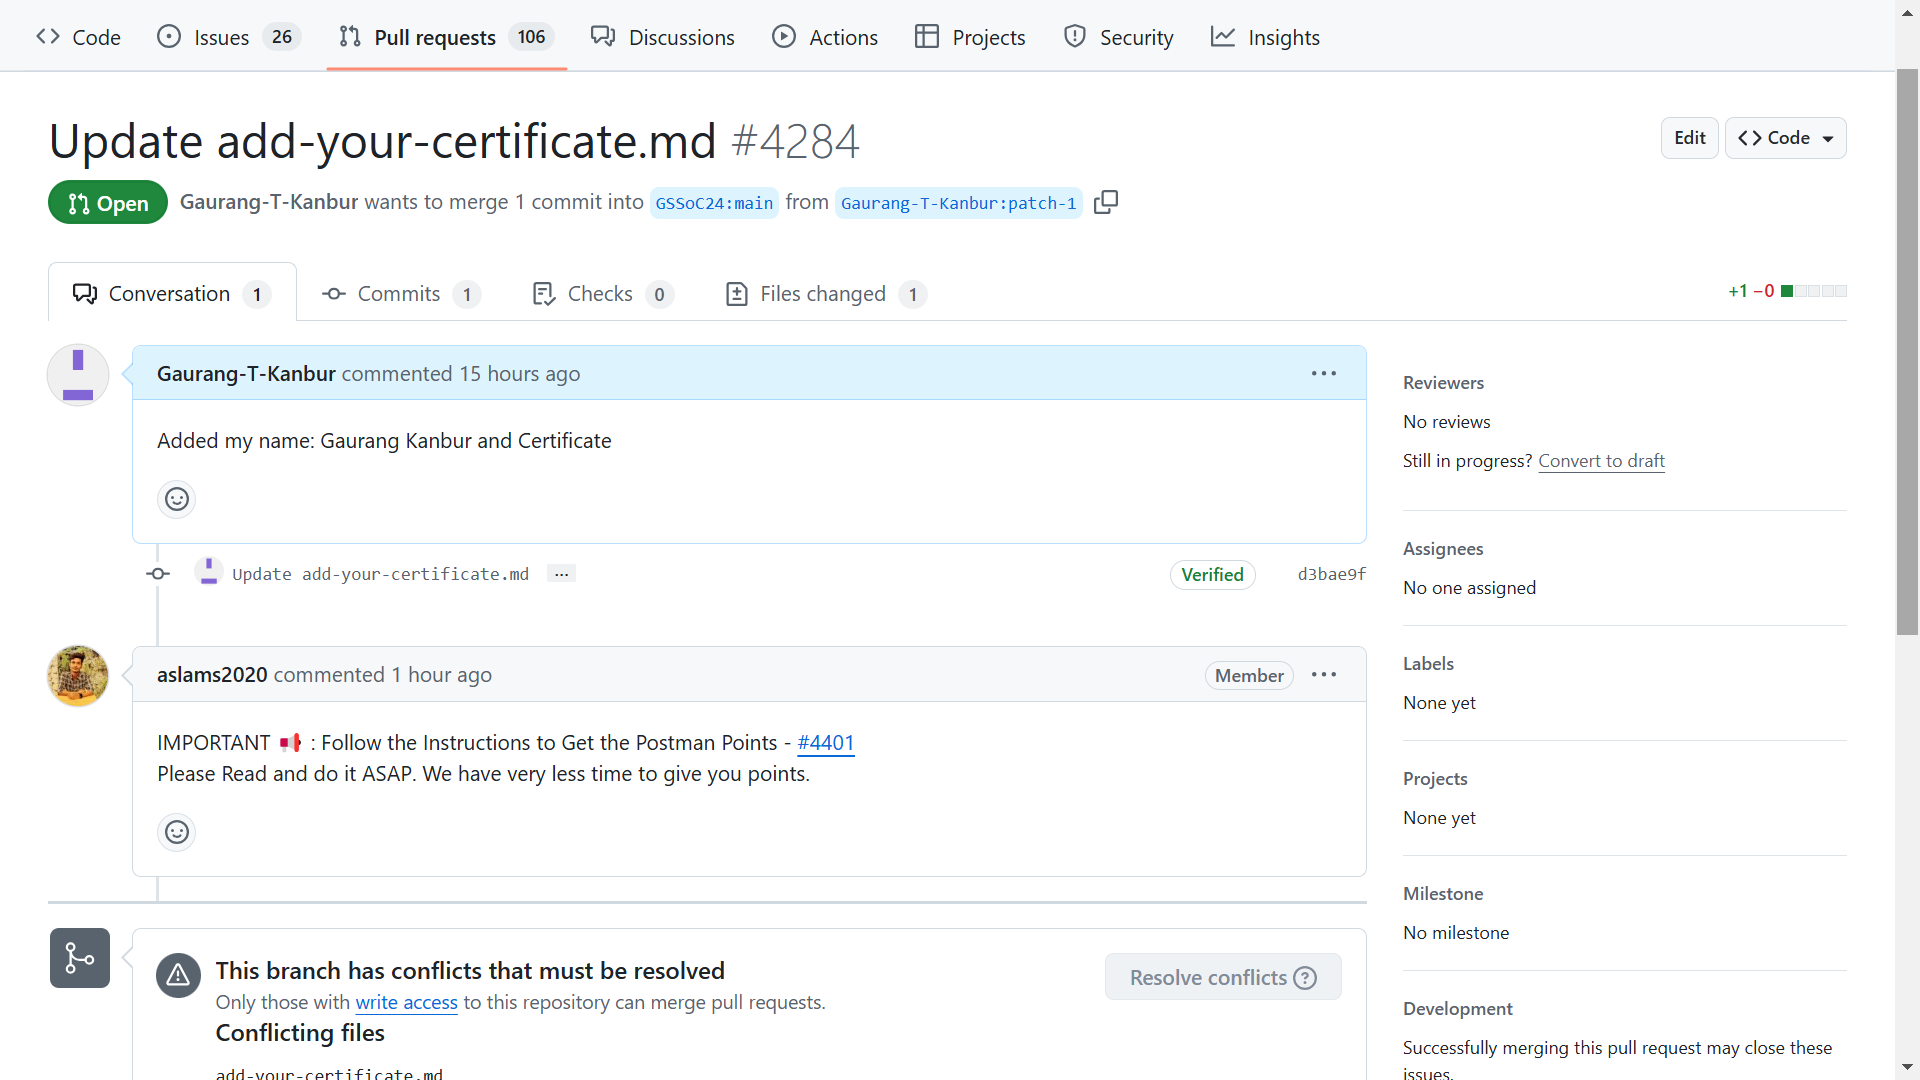 Code
Issues 26
Pull requests 106
Discussions
Actions
Projects
Security
Insights
Update add-your-certificate.md #4284
Edit
Code
Open
Gaurang-T-Kanbur wants to merge 1 commit into GSSoC24:main from Gaurang-T-Kanbur:patch-1
Conversation 1
Commits 1
Checks 0
Files changed 1
+1 −0
Gaurang-T-Kanbur commented 15 hours ago
Added my name: Gaurang Kanbur and Certificate
Update add-your-certificate.md ...
Verified
d3bae9f
aslams2020 commented 1 hour ago
Member
IMPORTANT 📢 : Follow the Instructions to Get the Postman Points - #4401
Please Read and do it ASAP. We have very less time to give you points.
This branch has conflicts that must be resolved
Only those with write access to this repository can merge pull requests.
Resolve conflicts
Conflicting files
add-your-certificate.md
Reviewers
No reviews
Still in progress? Convert to draft
Assignees
No one assigned
Labels
None yet
Projects
None yet
Milestone
No milestone
Development
Successfully merging this pull request may close these
issues.